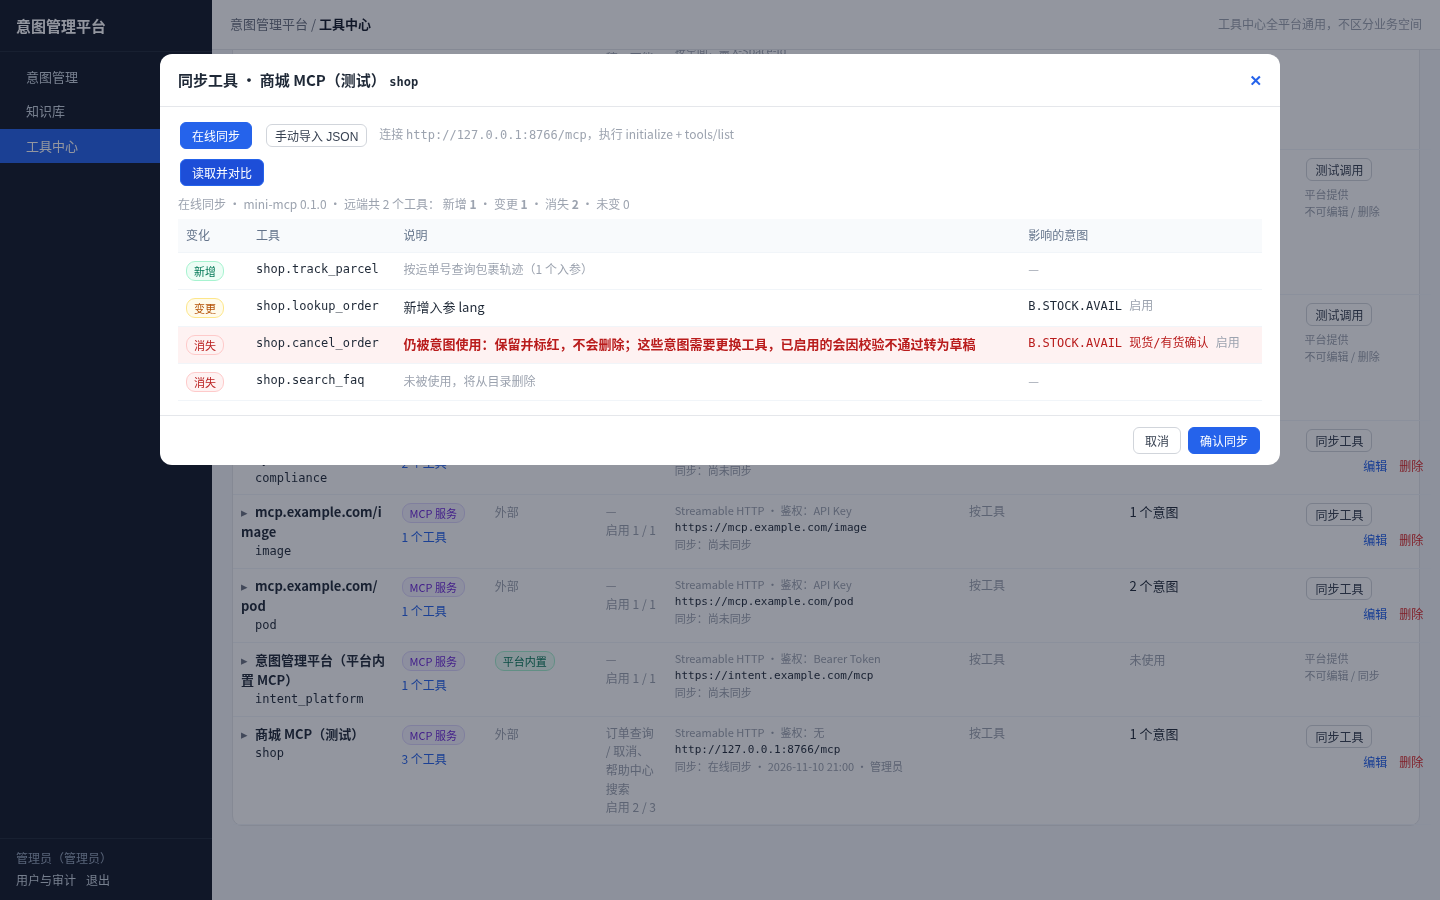 意图管理平台
意图管理
知识库
工具中心
管理员（管理员）
用户与审计 退出
意图管理平台 / 工具中心
工具中心全平台通用，不区分业务空间
同步工具 · 商城 MCP（测试） shop
×
在线同步 手动导入 JSON 连接 http://127.0.0.1:8766/mcp，执行 initialize + tools/list
读取并对比
在线同步 · mini-mcp 0.1.0 · 远端共 2 个工具： 新增 1 · 变更 1 · 消失 2 · 未变 0
变化 工具 说明 影响的意图
新增 shop.track_parcel 按运单号查询包裹轨迹（1 个入参） —
变更 shop.lookup_order 新增入参 lang B.STOCK.AVAIL 启用
消失 shop.cancel_order 仍被意图使用：保留并标红，不会删除；这些意图需要更换工具，已启用的会因校验不通过转为草稿 B.STOCK.AVAIL 现货/有货确认 启用
消失 shop.search_faq 未被使用，将从目录删除 —
取消 确认同步
测试调用
平台提供
不可编辑 / 删除
测试调用
平台提供
不可编辑 / 删除
同步工具
编辑 删除
compliance
同步：尚未同步
▸ mcp.example.com/i
mage
image
MCP 服务
1 个工具
外部
—
启用 1 / 1
Streamable HTTP · 鉴权：API Key
https://mcp.example.com/image
同步：尚未同步
按工具
1 个意图
同步工具
编辑 删除
▸ mcp.example.com/
pod
pod
MCP 服务
1 个工具
外部
—
启用 1 / 1
Streamable HTTP · 鉴权：API Key
https://mcp.example.com/pod
同步：尚未同步
按工具
2 个意图
同步工具
编辑 删除
▸ 意图管理平台（平台内
置 MCP）
intent_platform
MCP 服务
1 个工具
平台内置
—
启用 1 / 1
Streamable HTTP · 鉴权：Bearer Token
https://intent.example.com/mcp
同步：尚未同步
按工具
未使用
平台提供
不可编辑 / 同步
▸ 商城 MCP（测试）
shop
MCP 服务
3 个工具
外部
订单查询
/ 取消、
帮助中心
搜索
启用 2 / 3
Streamable HTTP · 鉴权：无
http://127.0.0.1:8766/mcp
同步：在线同步 · 2026-11-10 21:00 · 管理员
按工具
1 个意图
同步工具
编辑 删除